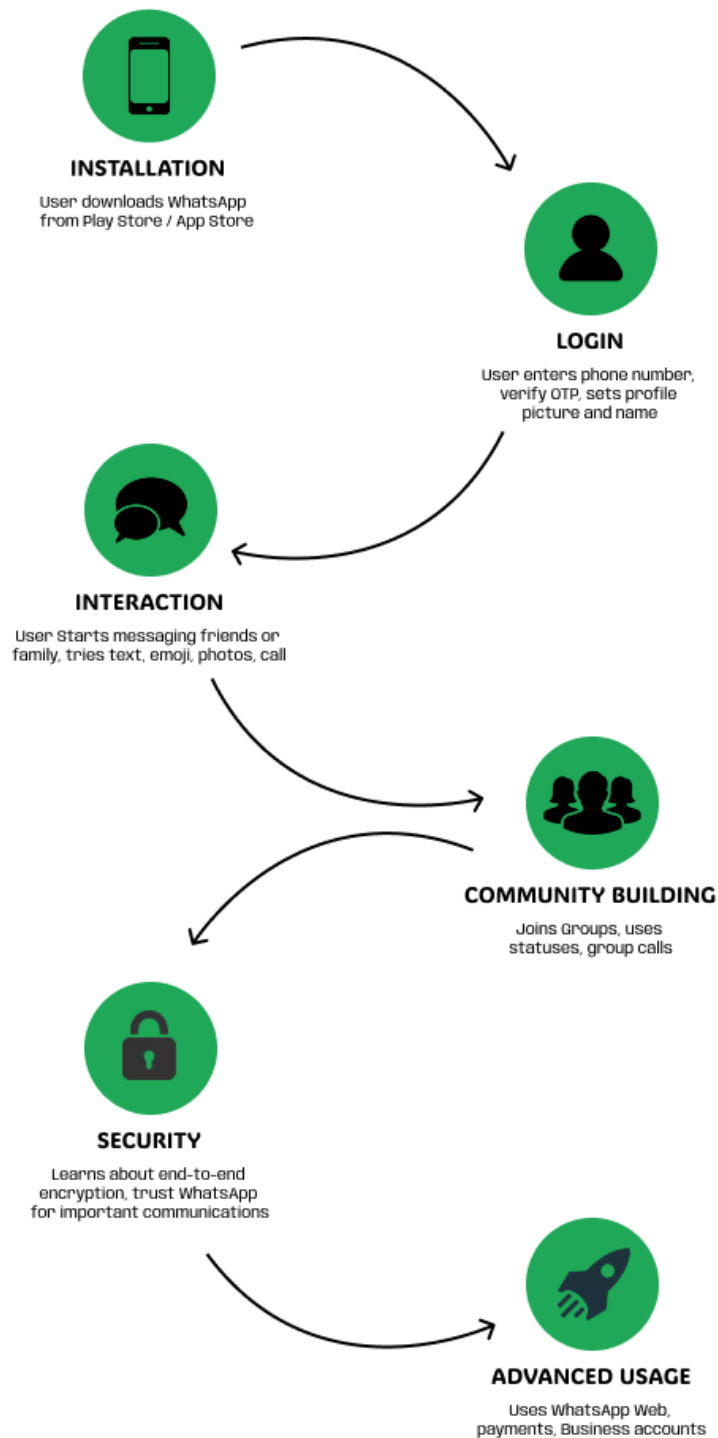 INSTALLATION
User downloads WhatsApp
from Play Store / App Store
LOGIN
User enters phone number,
verify OTP, sets profile
picture and name
INTERACTION
User Starts messaging friends or
family, tries text, emoji, photos, call
COMMUNITY BUILDING
Joins Groups, uses
statuses, group calls
SECURITY
Learns about end-to-end
encryption, trust WhatsApp
for important communications
ADVANCED USAGE
Uses WhatsApp Web,
payments, Business accounts